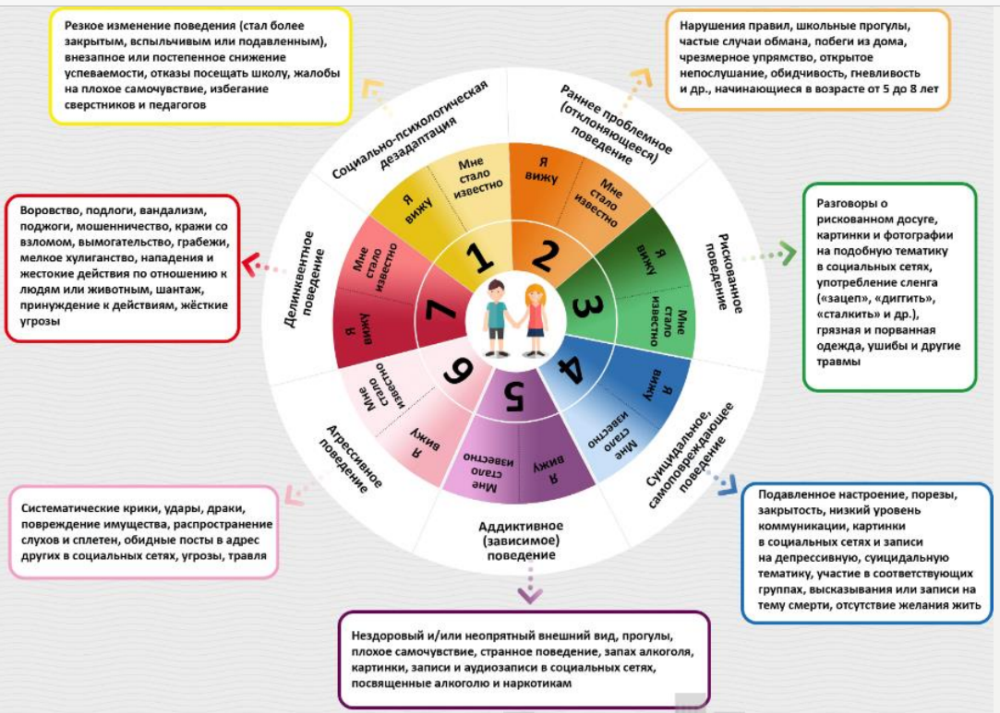 Резкое изменение поведения (стал более
закрытым, вспыльчивым или подавленным),
внезапное или постепенное снижение
успеваемости, отказы посещать школу, жалобы
на плохое самочувствие, избегание
сверстников и педагогов
Нарушения правил, школьные прогулы,
частые случаи обмана, побеги из дома,
чрезмерное упрямство, открытое
непослушание, обидчивость, гневливость
и др., начинающиеся в возрасте от 5 до 8 лет
Социально-психологическая
дезадаптация
Я
вижу
Мне
стало
известно
1
Раннее проблемное
(отклоняющееся)
поведение
Я
вижу
Мне
стало
известно
2
Рискованное
поведение
Я
вижу
Мне
стало
известно
3
Разговоры о
рискованном досуге,
картинки и фотографии
на подобную тематику
в социальных сетях,
употребление сленга
(«зацеп», «диггить»,
«сталкить» и др.),
грязная и порванная
одежда, ушибы и другие
травмы
Суицидальное,
самоповреждающее
поведение
Я
вижу
Мне
стало
известно
4
Подавленное настроение, порезы,
закрытость, низкий уровень
коммуникации, картинки
в социальных сетях и записи
на депрессивную, суицидальную
тематику, участие в соответствующих
группах, высказывания или записи на
тему смерти, отсутствие желания жить
Аддиктивное
(зависимое)
поведение
Я
вижу
Мне
стало
известно
5
Нездоровый и/или неопрятный внешний вид, прогулы,
плохое самочувствие, странное поведение, запах алкоголя,
картинки, записи и аудиозаписи в социальных сетях,
посвященные алкоголю и наркотикам
Агрессивное
поведение
Я
вижу
Мне
стало
известно
6
Систематические крики, удары, драки,
повреждение имущества, распространение
слухов и сплетен, обидные посты в адрес
других в социальных сетях, угрозы, травля
Делинквентное
поведение
Я
вижу
Мне
стало
известно
7
Воровство, подлоги, вандализм,
поджоги, мошенничество, кражи со
взломом, вымогательство, грабежи,
мелкое хулиганство, нападения и
жестокие действия по отношению к
людям или животным, шантаж,
принуждение к действиям, жёсткие
угрозы